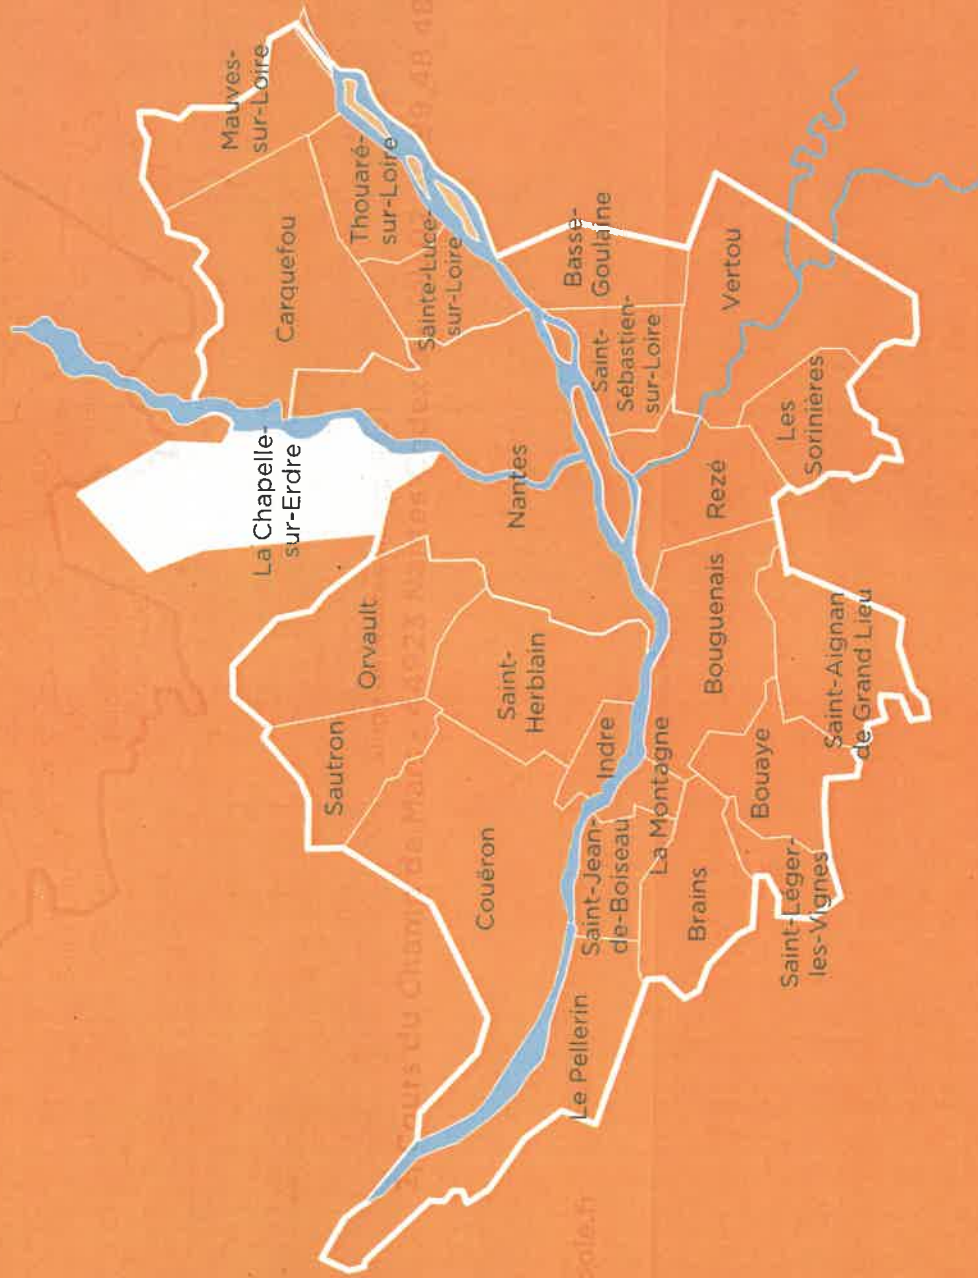 Mauves-
sur-Loire
Thouaré-
sur-Loire
Carquefou
Sainte-Luce-
sur-Loire
Basse-
Goulaine
Vertou
Saint-
Sébastien-
sur-Loire
Les
Sorinières
La Chapelle-
sur-Erdre
Nantes
Rezé
Orvault
Saint-
Herblain
Bouguenais
Saint-Aignan
de Grand Lieu
Sautron
Indre
La Montagne
Bouaye
Couëron
Saint-Jean-
de-Boiseau
Brains
Saint-Léger-
les-Vignes
Le Pellerin